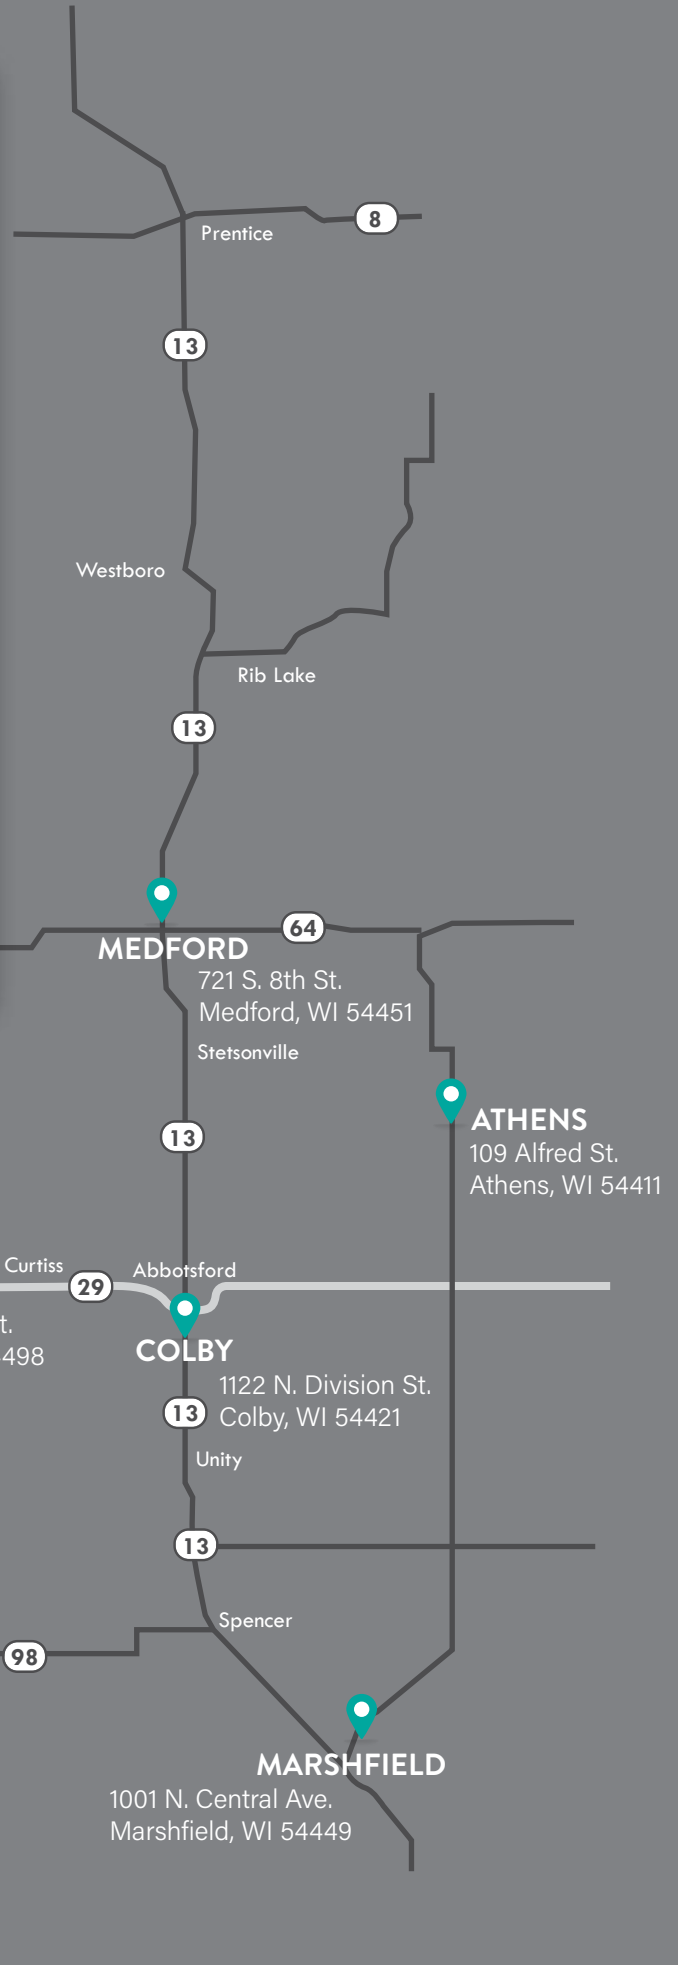 8
Prentice
13
Westboro
Rib Lake
13
64
MEDFORD
721 S. 8th St.
Medford, WI 54451
Stetsonville
ATHENS
109 Alfred St.
Athens, WI 54411
13
Curtiss
Abbotsford
29
t.
498
COLBY
1122 N. Division St.
Colby, WI 54421
13
Unity
13
Spencer
98
MARSHFIELD
1001 N. Central Ave.
Marshfield, WI 54449